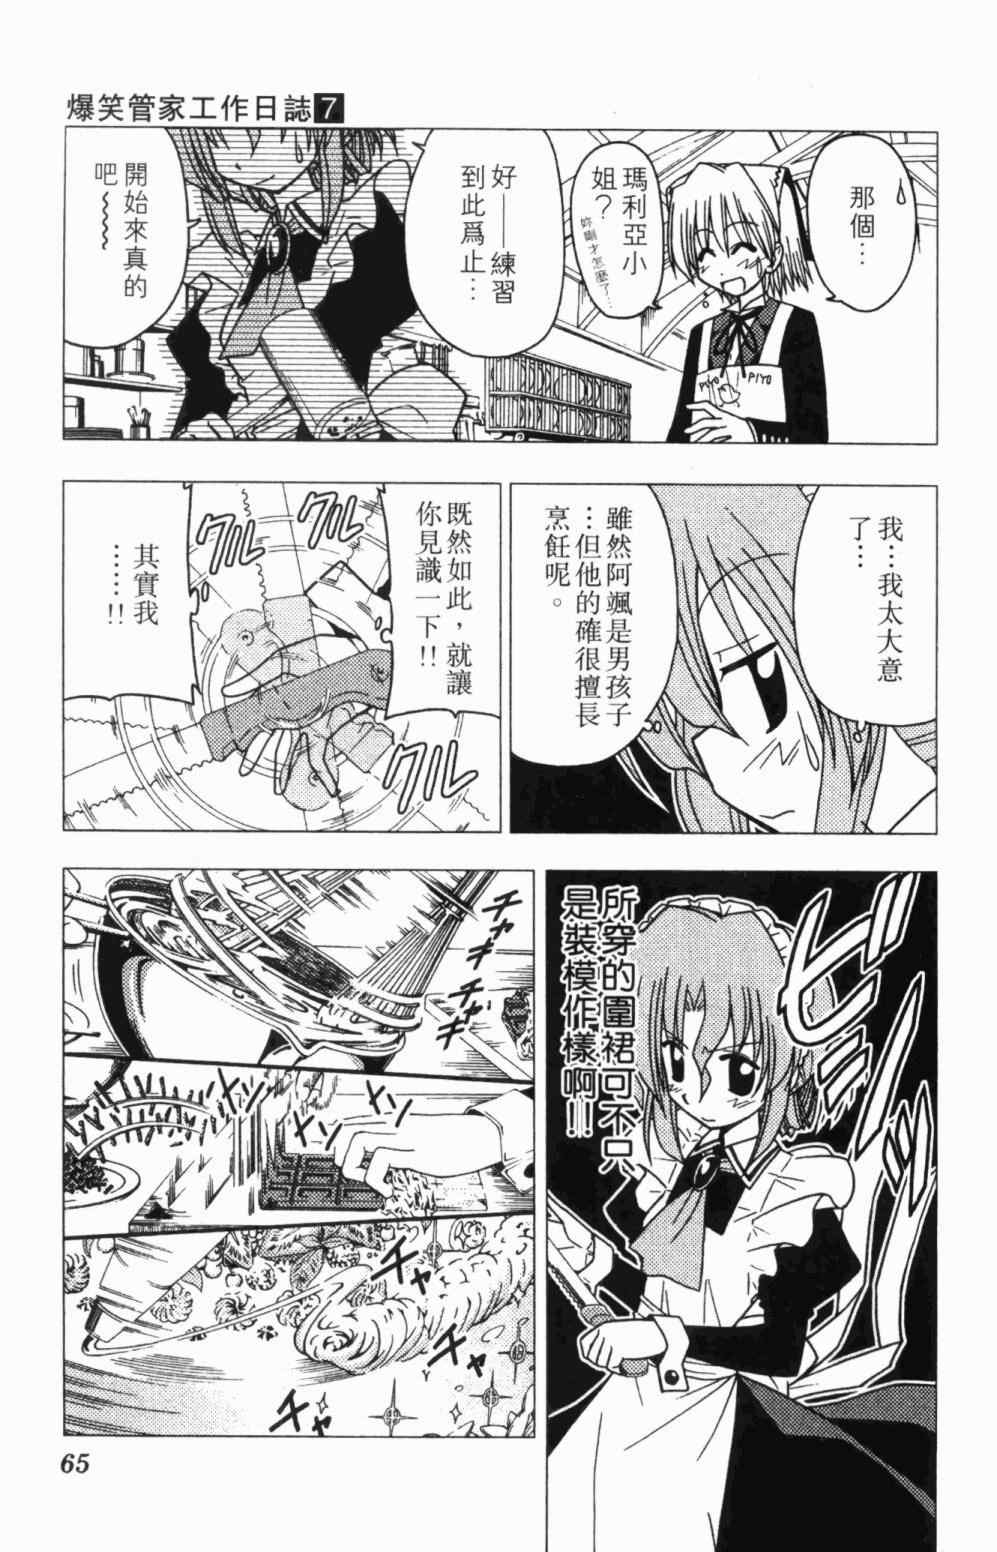 爆笑管家工作日誌7
那個…
瑪利亞小
姐？
妳剛才怎麼了…
PIYO PIYO
好——練習
到此爲止…
開始來真的
吧～～～
我…我太大意
了…
雖然阿颯是男孩子
…但他的確很擅長
烹飪呢。
既然如此，就讓
你見識一下!!
其實我
……!!
クル
クル
クル
ビシッ
所穿的圍裙可不只
是裝模作樣啊!!!
チャキ
チャキ
チャ
チャ
チャ
65